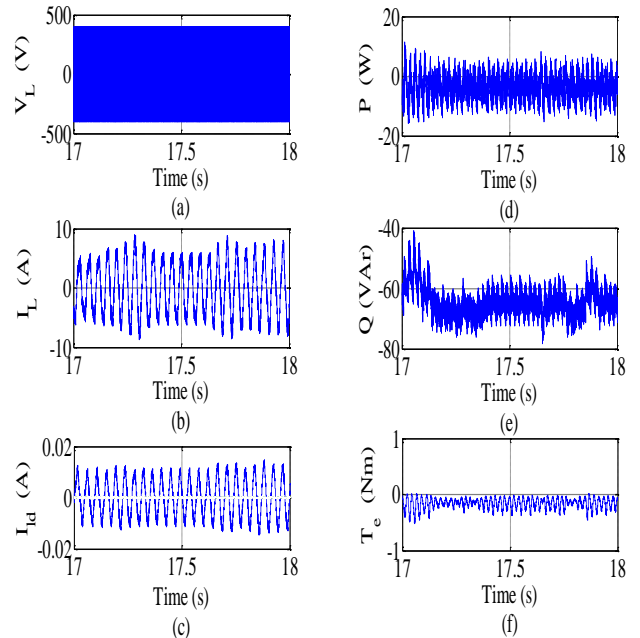 500
V_L (V)
0
-500
17
17.5
18
Time (s)
(a)
20
P (W)
0
-20
17
17.5
18
Time (s)
(d)
10
I_L (A)
0
-10
17
17.5
18
Time (s)
(b)
-40
Q (VAr)
-60
-80
17
17.5
18
Time (s)
(e)
0.02
I_ld (A)
0
-0.02
17
17.5
18
Time (s)
(c)
1
T_e (Nm)
0
-1
17
17.5
18
Time (s)
(f)